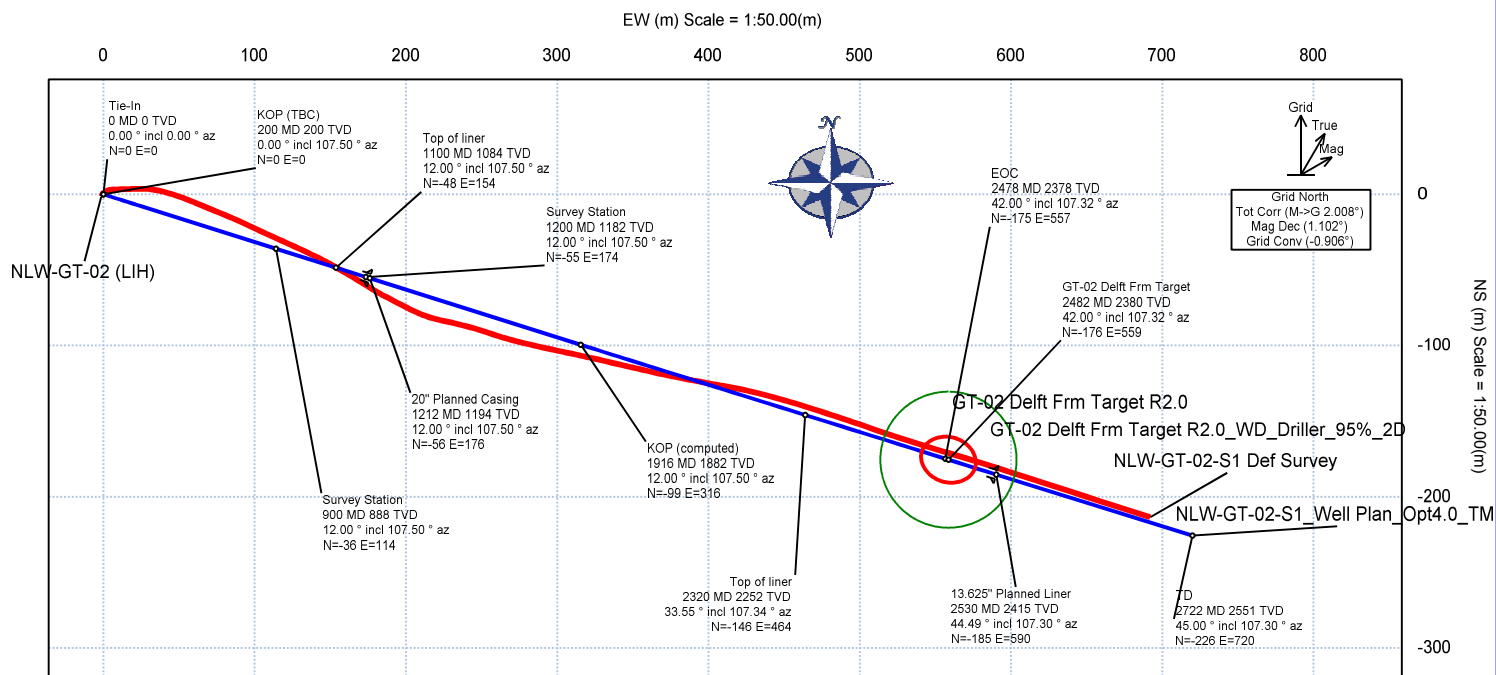 EW (m) Scale = 1:50.00(m)
0 100 200 300 400 500 600 700 800
Tie-In
0 MD 0 TVD
0.00 ° incl 0.00 ° az
N=0 E=0
KOP (TBC)
200 MD 200 TVD
0.00 ° incl 107.50 ° az
N=0 E=0
Top of liner
1100 MD 1084 TVD
12.00 ° incl 107.50 ° az
N=-48 E=154
Survey Station
1200 MD 1182 TVD
12.00 ° incl 107.50 ° az
N=-55 E=174
N
EOC
2478 MD 2378 TVD
42.00 ° incl 107.32 ° az
N=-175 E=557
Grid
True
Mag
Grid North
Tot Corr (M->G 2.008°)
Mag Dec (1.102°)
Grid Conv (-0.906°)
0
-100
-200
-300
NS (m) Scale = 1:50.00(m)
NLW-GT-02 (LIH)
GT-02 Delft Frm Target
2482 MD 2380 TVD
42.00 ° incl 107.32 ° az
N=-176 E=559
20" Planned Casing
1212 MD 1194 TVD
12.00 ° incl 107.50 ° az
N=-56 E=176
GT-02 Delft Frm Target R2.0
GT-02 Delft Frm Target R2.0_WD_Driller_95%_2D
NLW-GT-02-S1 Def Survey
NLW-GT-02-S1_Well Plan_Opt4.0_TM
KOP (computed)
1916 MD 1882 TVD
12.00 ° incl 107.50 ° az
N=-99 E=316
Survey Station
900 MD 888 TVD
12.00 ° incl 107.50 ° az
N=-36 E=114
Top of liner
2320 MD 2252 TVD
33.55 ° incl 107.34 ° az
N=-146 E=464
13.625" Planned Liner
2530 MD 2415 TVD
44.49 ° incl 107.30 ° az
N=-185 E=590
TD
2722 MD 2551 TVD
45.00 ° incl 107.30 ° az
N=-226 E=720